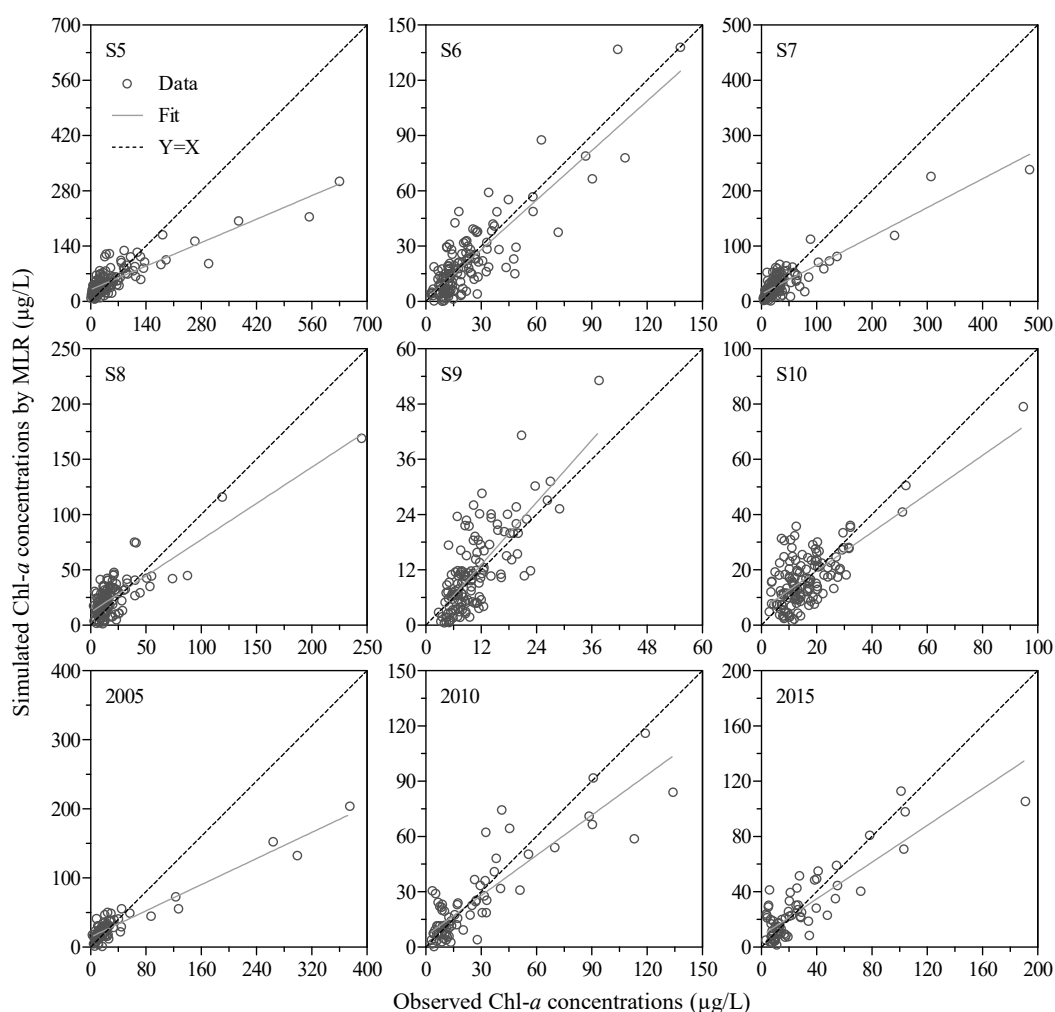 Simulated Chl-a concentrations by MLR (µg/L)
S5
Data
Fit
Y=X
700
560
420
280
140
0
0 140 280 420 560 700
S6
150
120
90
60
30
0
0 30 60 90 120 150
S7
500
400
300
200
100
0
0 100 200 300 400 500
S8
250
200
150
100
50
0
0 50 100 150 200 250
S9
60
48
36
24
12
0
0 12 24 36 48 60
S10
100
80
60
40
20
0
0 20 40 60 80 100
2005
400
300
200
100
0
0 80 160 240 320 400
2010
150
120
90
60
30
0
0 30 60 90 120 150
2015
200
160
120
80
40
0
0 40 80 120 160 200
Observed Chl-a concentrations (µg/L)